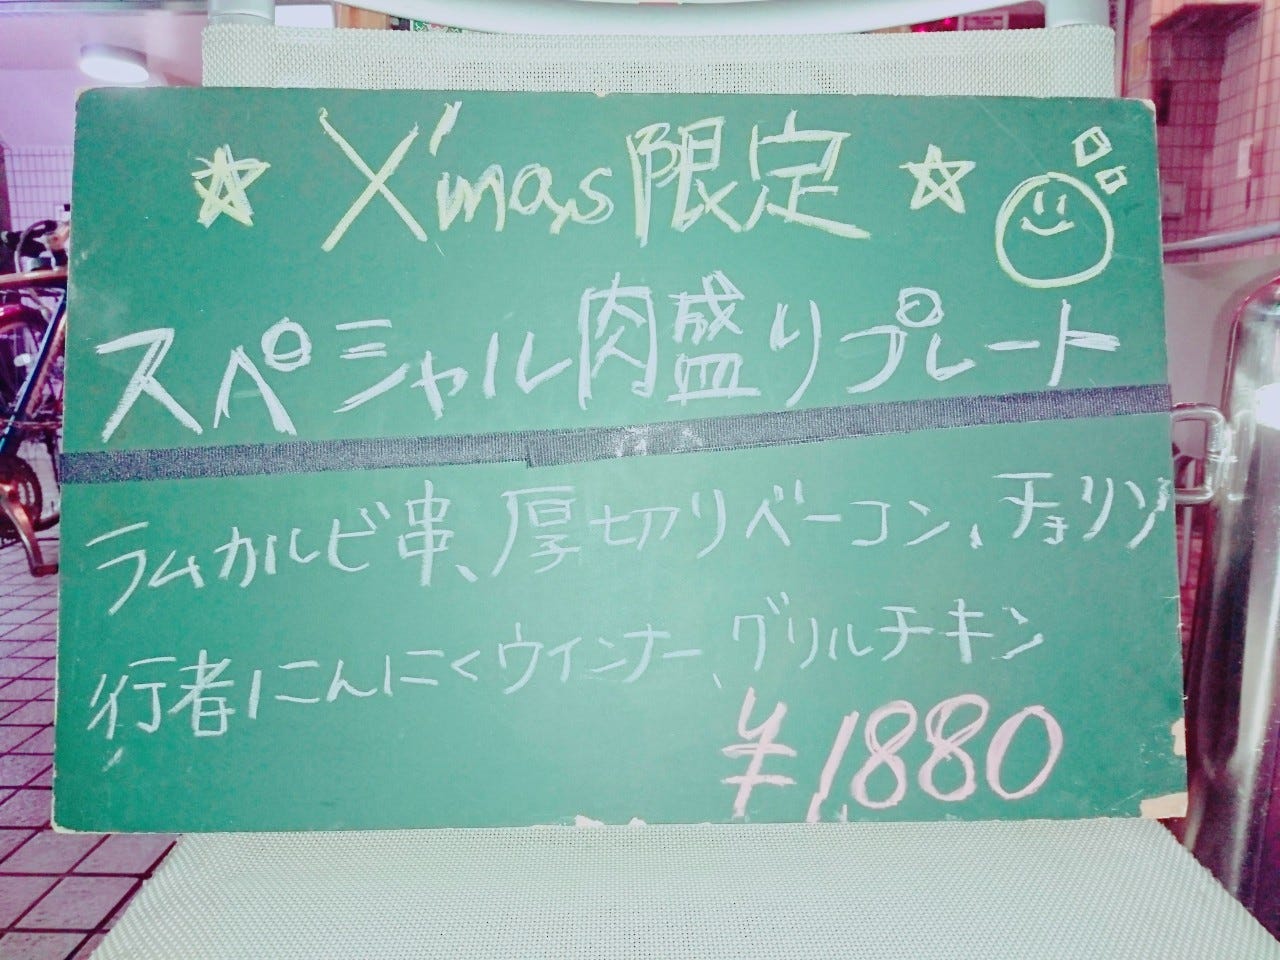 ☆ X'mas限定 ☆
スペシャル肉盛りプレート
ラムカルビ串、厚切りベーコン、チョリソ
行者にんにくウインナー、グリルチキン
¥1880